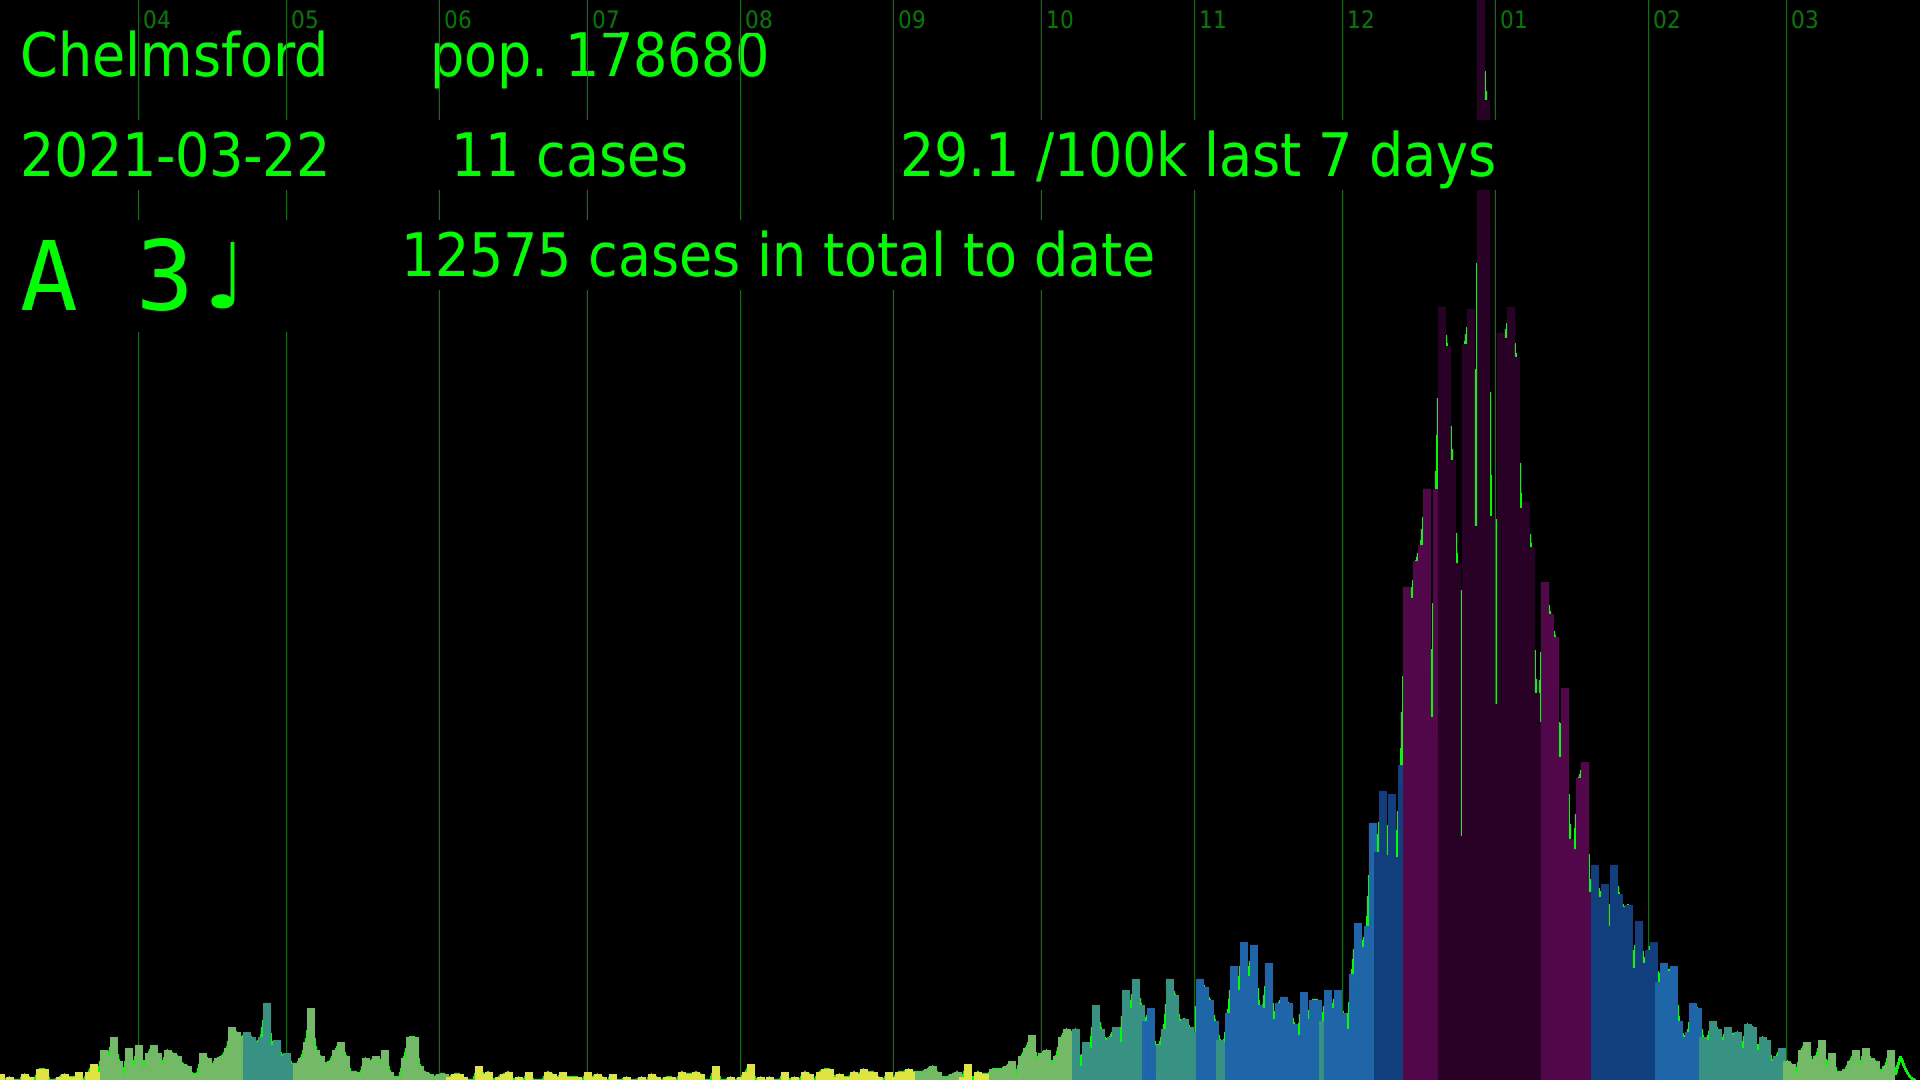 04 05 06 07 08 09 10 11 12 01 02 03
Chelmsford pop. 178680
2021-03-22 11 cases 29.1 /100k last 7 days
A 3♩ 12575 cases in total to date